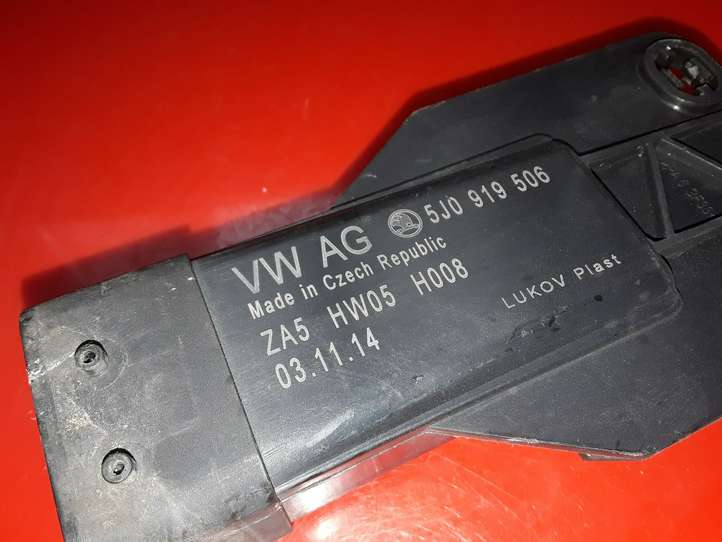 VW AG 5J0 919 506
Made in Czech Republic
ZA5 HW05 H008
03.11.14
LUKOV Plast